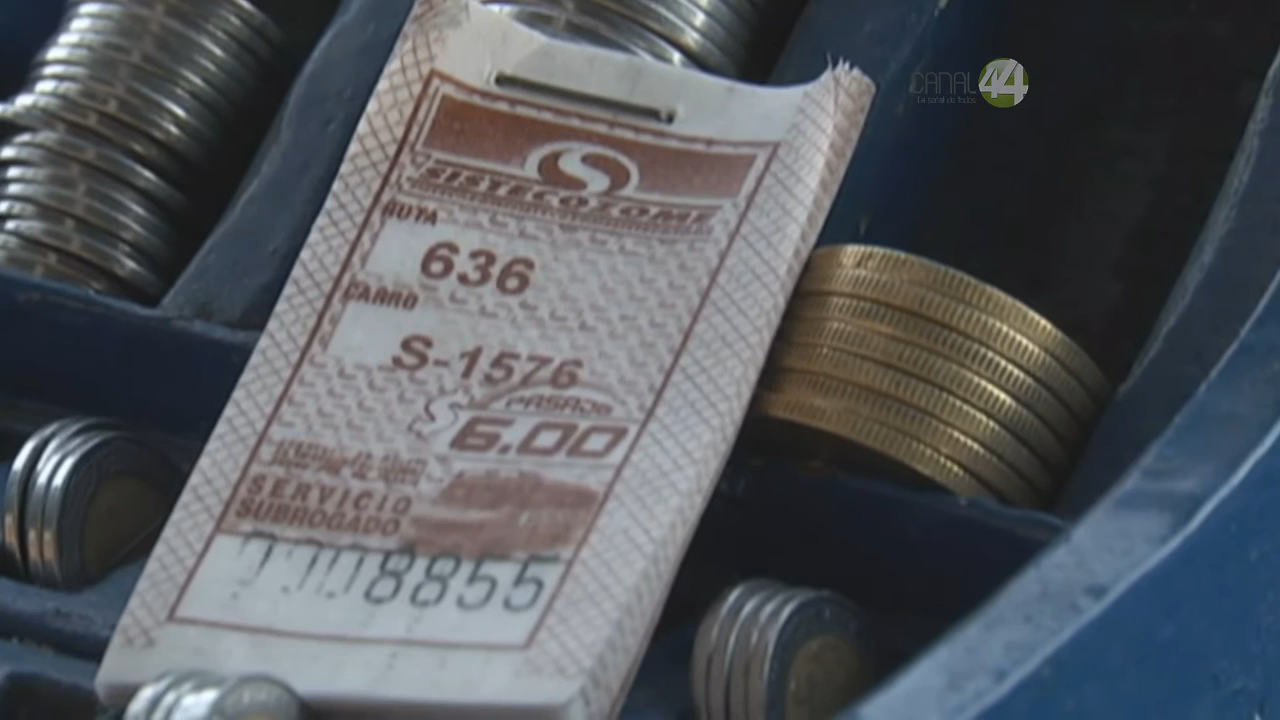 CANAL 44
SISTECOZOME
RUTA
636
CARRO
S-1576
PASAJE
$6.00
SERVICIO
SUBROGADO
8855